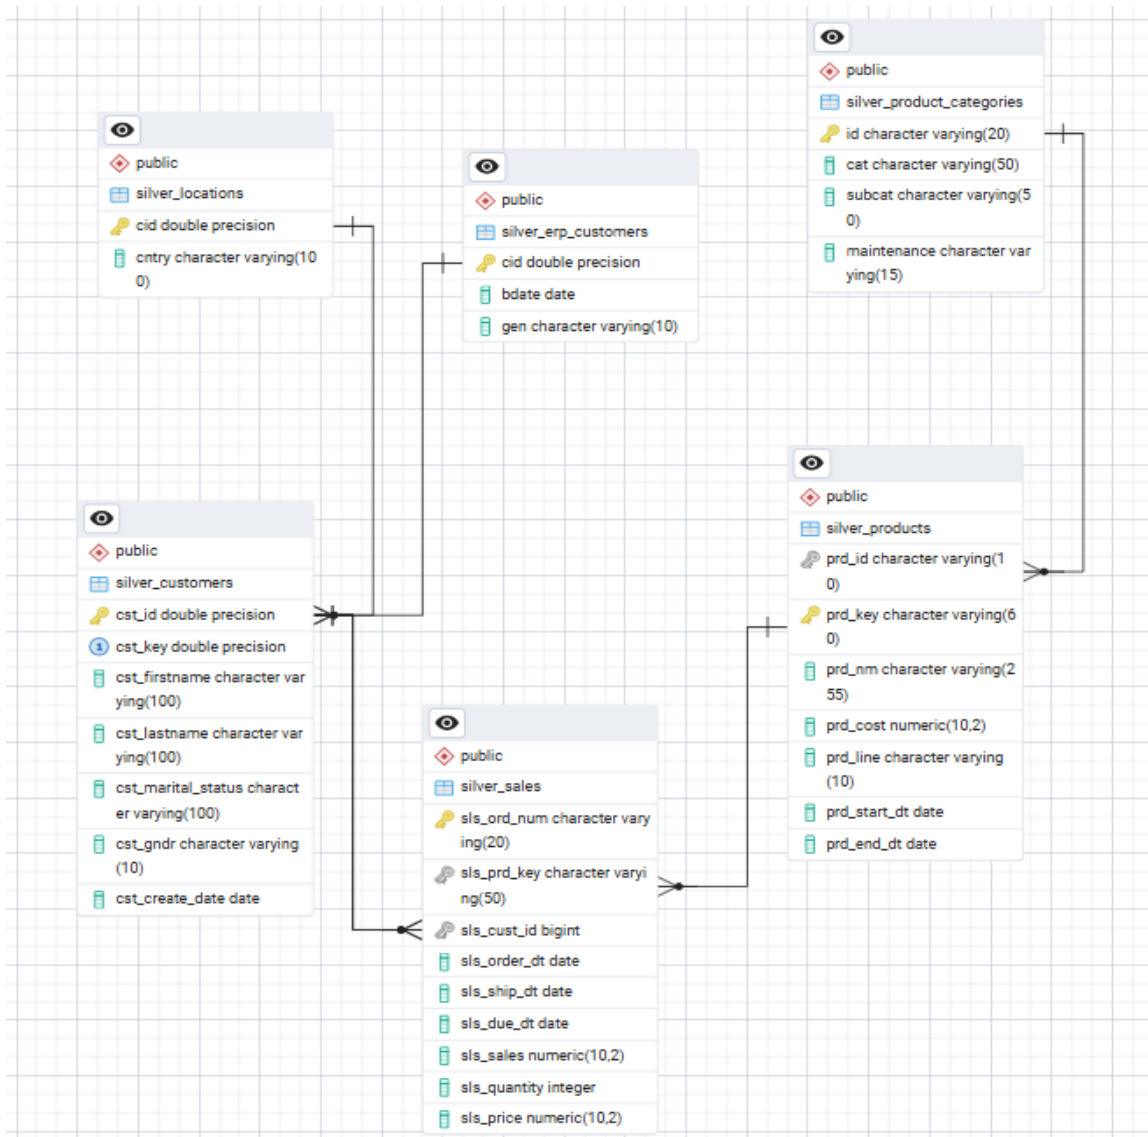 public
silver_locations
cid double precision
cntry character varying(10
0)
public
silver_erp_customers
cid double precision
bdate date
gen character varying(10)
public
silver_product_categories
id character varying(20)
cat character varying(50)
subcat character varying(5
0)
maintenance character var
ying(15)
public
silver_customers
cst_id double precision
1
cst_key double precision
cst_firstname character var
ying(100)
cst_lastname character var
ying(100)
cst_marital_status charact
er varying(100)
cst_gndr character varying
(10)
cst_create_date date
public
silver_sales
sls_ord_num character vary
ing(20)
sls_prd_key character varyi
ng(50)
sls_cust_id bigint
sls_order_dt date
sls_ship_dt date
sls_due_dt date
sls_sales numeric(10,2)
sls_quantity integer
sls_price numeric(10,2)
public
silver_products
prd_id character varying(1
0)
prd_key character varying(6
0)
prd_nm character varying(2
55)
prd_cost numeric(10,2)
prd_line character varying
(10)
prd_start_dt date
prd_end_dt date